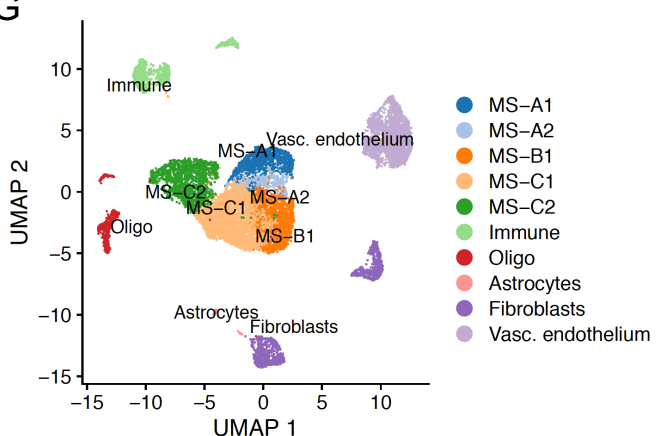 G
UMAP 2
10
5
0
−5
−10
−15
−15
−10
−5
0
5
10
UMAP 1
Immune
Vasc. endothelium
MS−A1
MS−C2
MS−A2
MS−C1
Oligo
MS−B1
Astrocytes
Fibroblasts
MS−A1
MS−A2
MS−B1
MS−C1
MS−C2
Immune
Oligo
Astrocytes
Fibroblasts
Vasc. endothelium